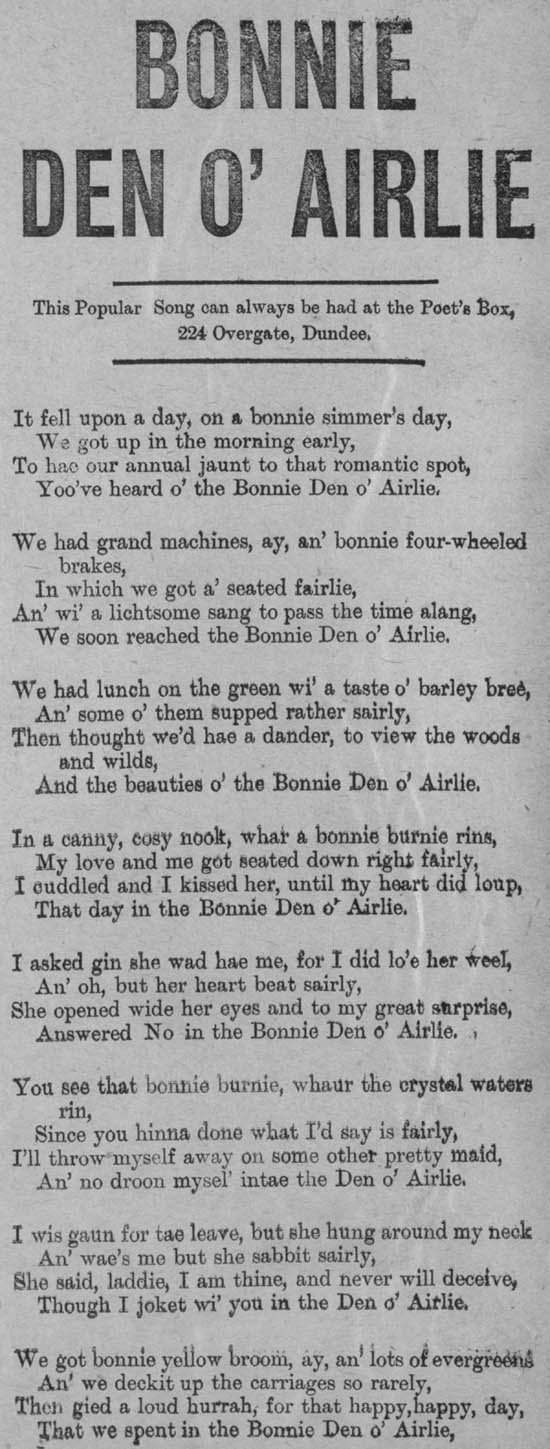 BONNIE
DEN O' AIRLIE
This Popular Song can always be had at the Poet's Box,
224 Overgate, Dundee.
It fell upon a day, on a bonnie simmer's day,
We got up in the morning early,
To hae our annual jaunt to that romantic spot,
Yoo've heard o' the Bonnie Den o' Airlie.
We had grand machines, ay, an' bonnie four-wheeled
brakes,
In which we got a' seated fairlie,
An' wi' a lichtsome sang to pass the time alang,
We soon reached the Bonnie Den o' Airlie.
We had lunch on the green wi' a taste o' barley bree,
An' some o' them supped rather sairly,
Then thought we'd hae a dander, to view the woods
and wilds,
And the beauties o' the Bonnie Den o' Airlie.
In a canny, cosy nook, whar a bonnie burnie rins,
My love and me got seated down right fairly,
I cuddled and I kissed her, until my heart did loup,
That day in the Bonnie Den o' Airlie.
I asked gin she wad hae me, for I did lo'e her weel,
An' oh, but her heart beat sairly,
She opened wide her eyes and to my great surprise,
Answered No in the Bonnie Den o' Airlie.
You see that bonnie burnie, whaur the crystal waters
rin,
Since you hinna done what I'd say is fairly,
I'll throw myself away on some other pretty maid,
An' no droon mysel' intae the Den o' Airlie.
I wis gaun for tae leave, but she hung around my neck
An' wae's me but she sabbit sairly,
She said, laddie, I am thine, and never will deceive,
Though I joket wi' you in the Den o' Airlie.
We got bonnie yellow broom, ay, an' lots of evergreens
An' we deckit up the carriages so rarely,
Then gied a loud hurrah, for that happy, happy, day,
That we spent in the Bonnie Den o' Airlie,